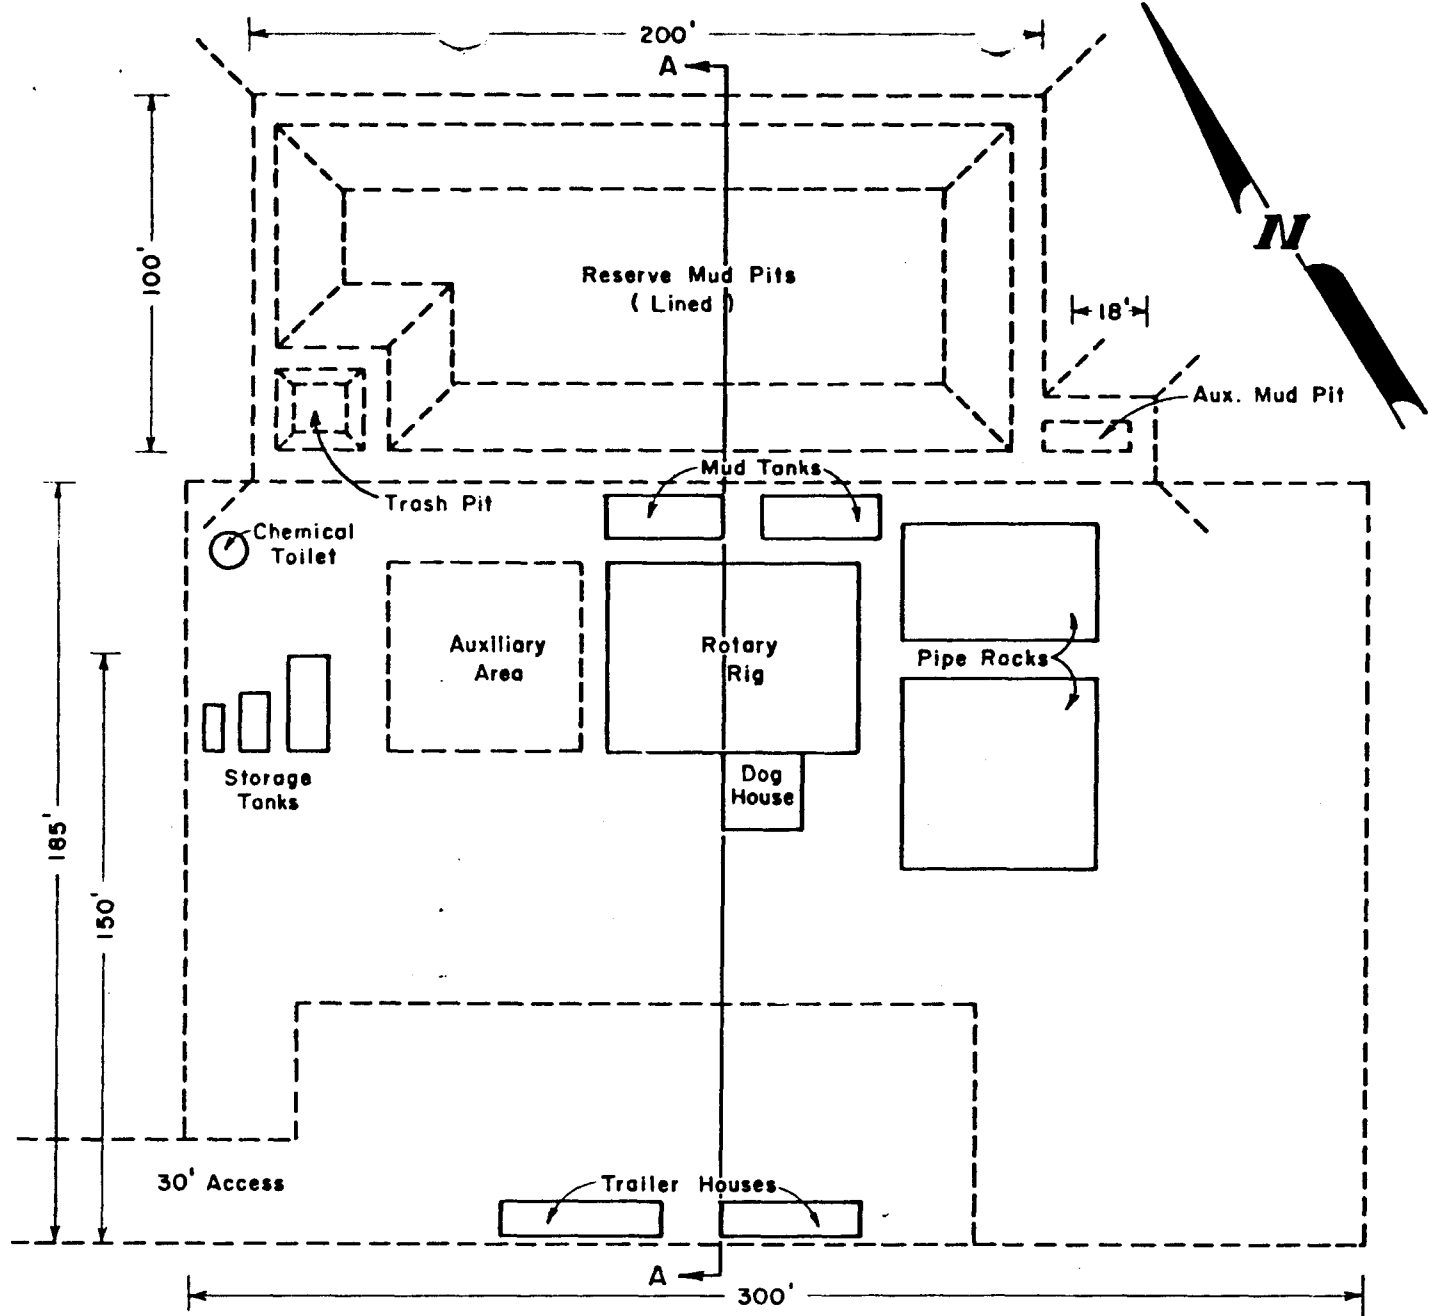 200'
A
100'
N
Reserve Mud Pits
( Lined )
18'
Aux. Mud Pit
Mud Tanks
Trash Pit
Chemical
Toilet
Auxiliary
Area
Rotary
Rig
Pipe Racks
Storage
Tanks
Dog
House
185'
150'
30' Access
Trailer Houses
A
300'